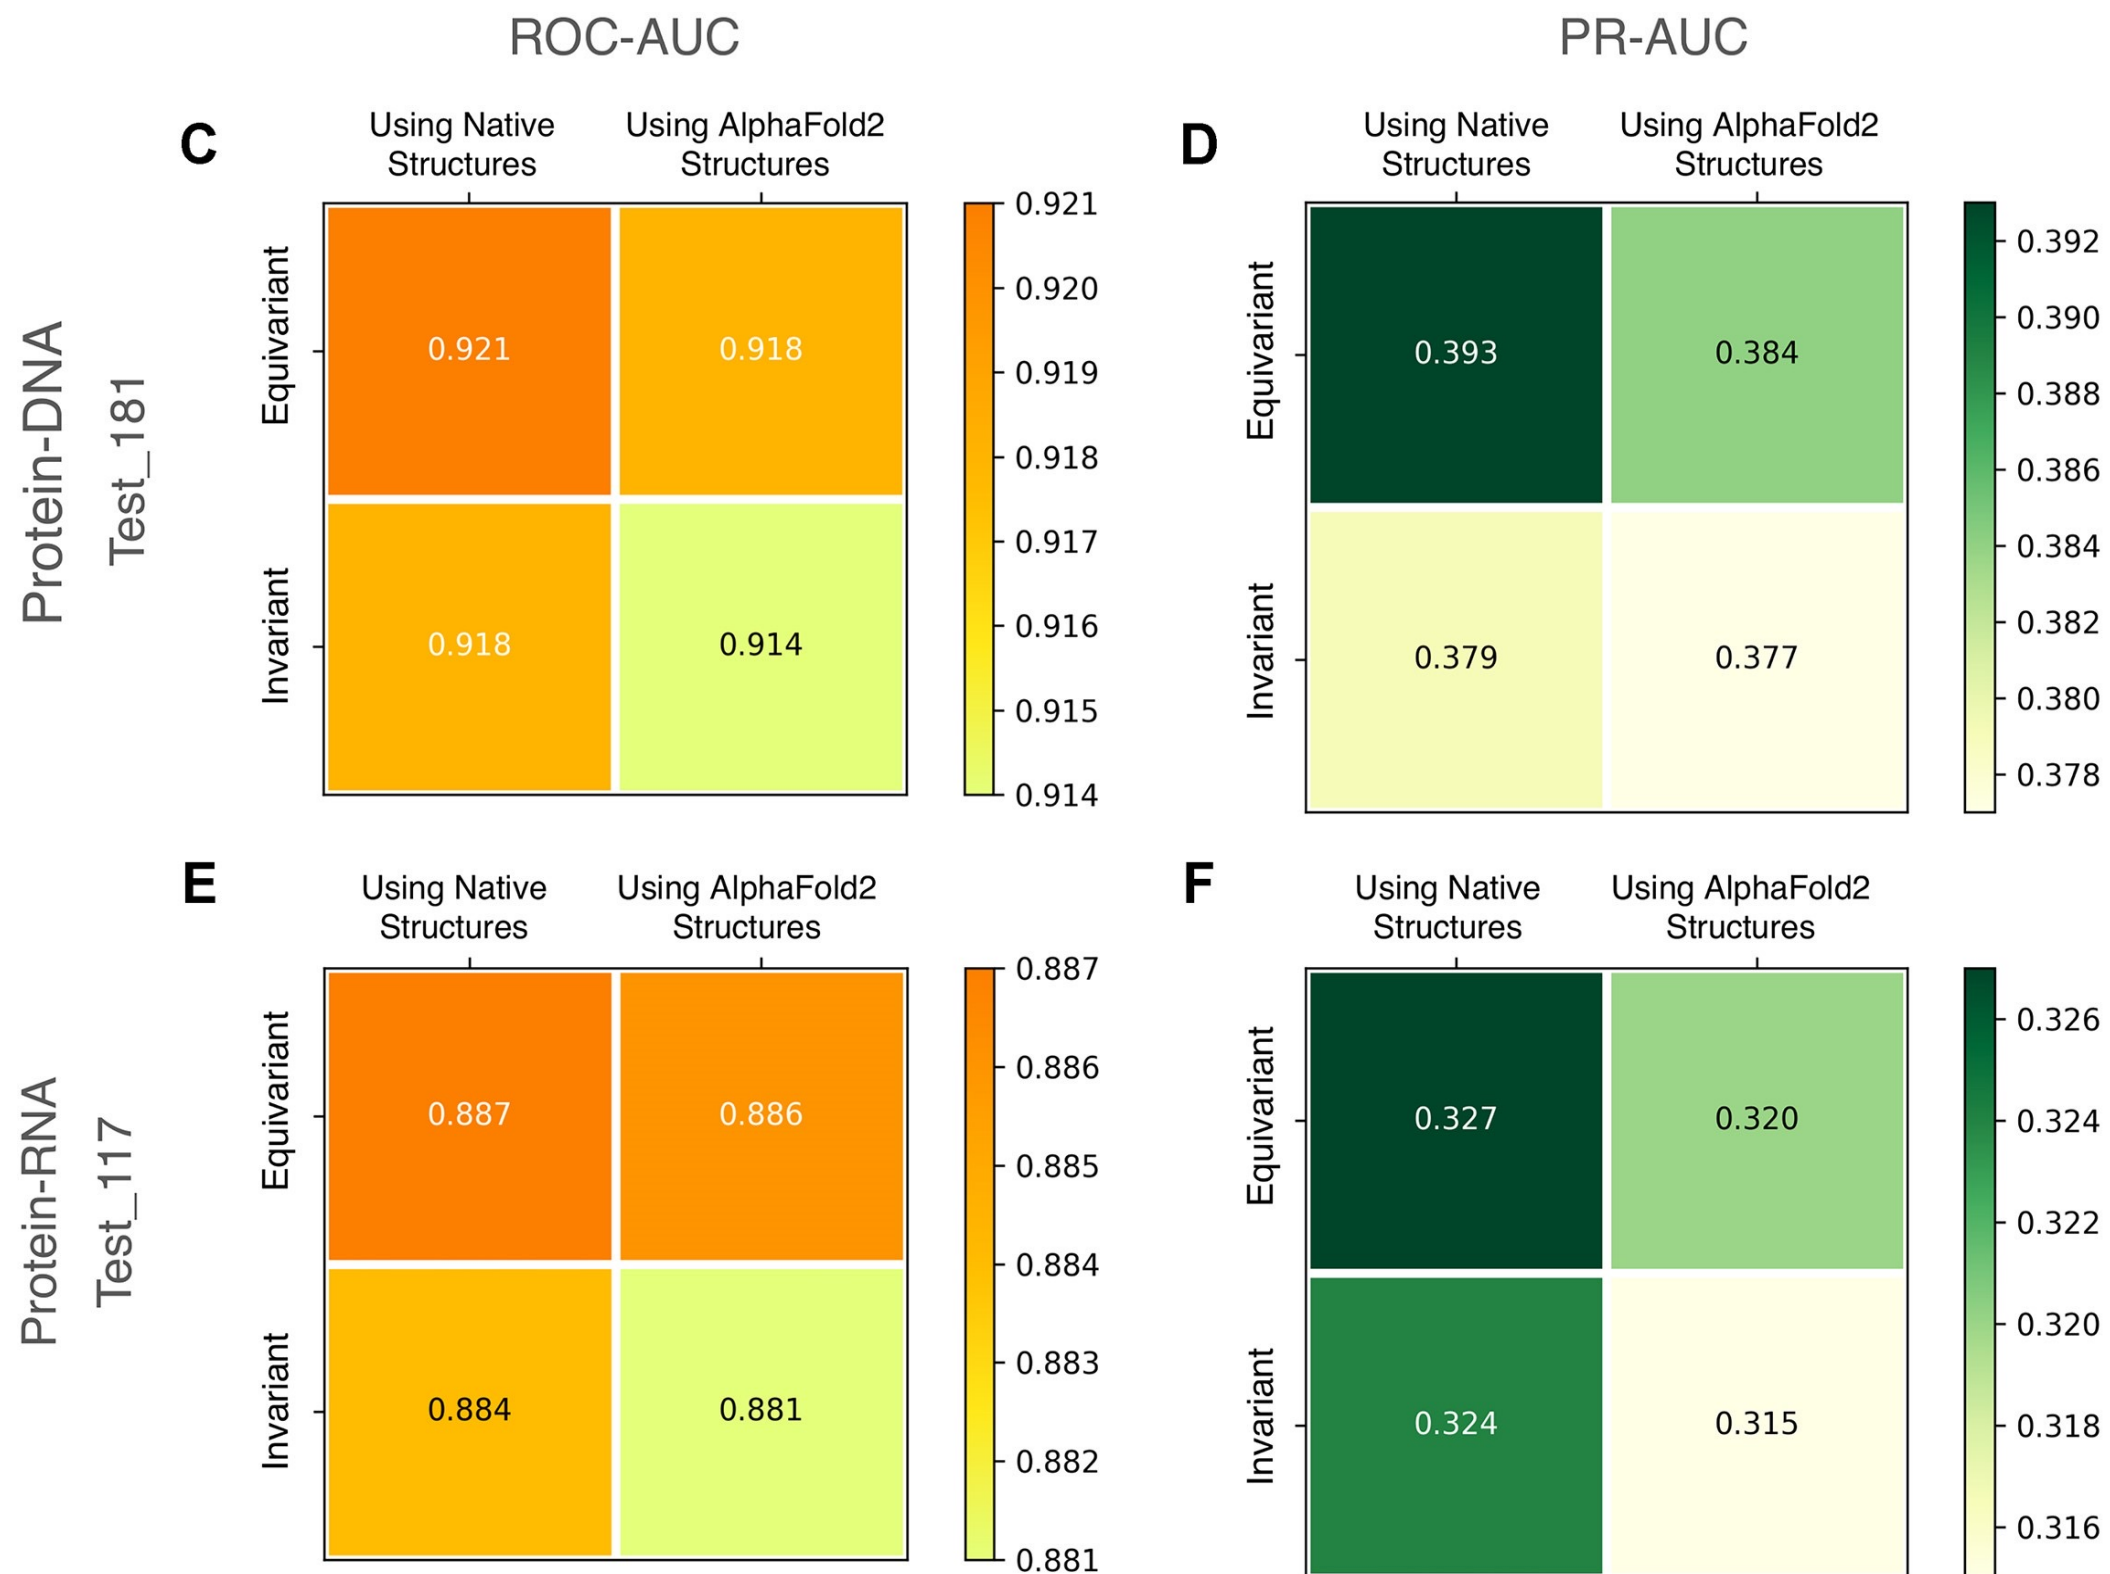 ROC-AUC
PR-AUC
Protein-DNA
Test_181
C
Using Native
Structures
Using AlphaFold2
Structures
Equivariant
Invariant
0.921
0.918
0.918
0.914
0.921
0.920
0.919
0.918
0.917
0.916
0.915
0.914
D
Using Native
Structures
Using AlphaFold2
Structures
Equivariant
Invariant
0.393
0.384
0.379
0.377
0.392
0.390
0.388
0.386
0.384
0.382
0.380
0.378
Protein-RNA
Test_117
E
Using Native
Structures
Using AlphaFold2
Structures
Equivariant
Invariant
0.887
0.886
0.884
0.881
0.887
0.886
0.885
0.884
0.883
0.882
0.881
F
Using Native
Structures
Using AlphaFold2
Structures
Equivariant
Invariant
0.327
0.320
0.324
0.315
0.326
0.324
0.322
0.320
0.318
0.316